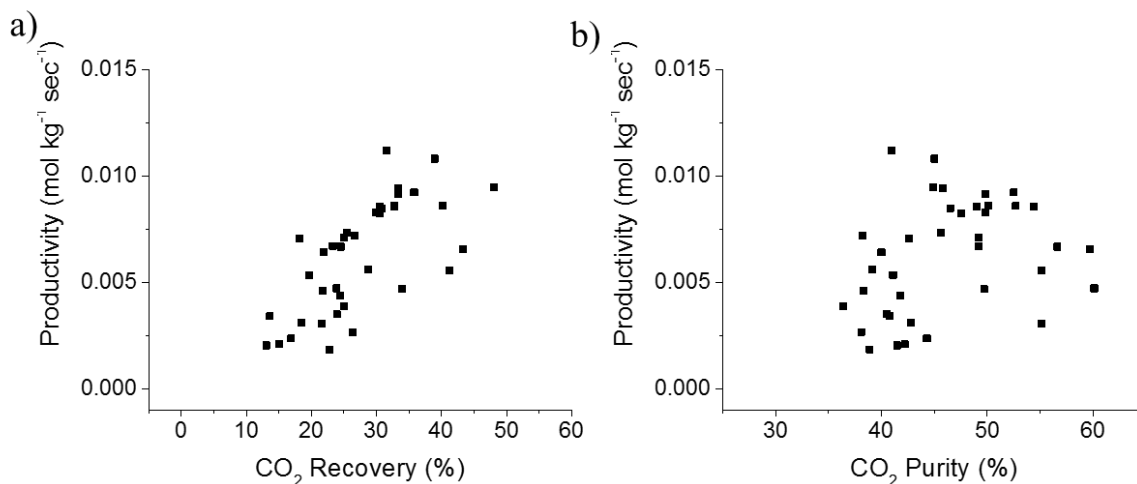 a)
Productivity (mol kg⁻¹ sec⁻¹)
0.015
0.010
0.005
0.000
0 10 20 30 40 50 60
CO₂ Recovery (%)
b)
Productivity (mol kg⁻¹ sec⁻¹)
0.015
0.010
0.005
0.000
30 40 50 60
CO₂ Purity (%)